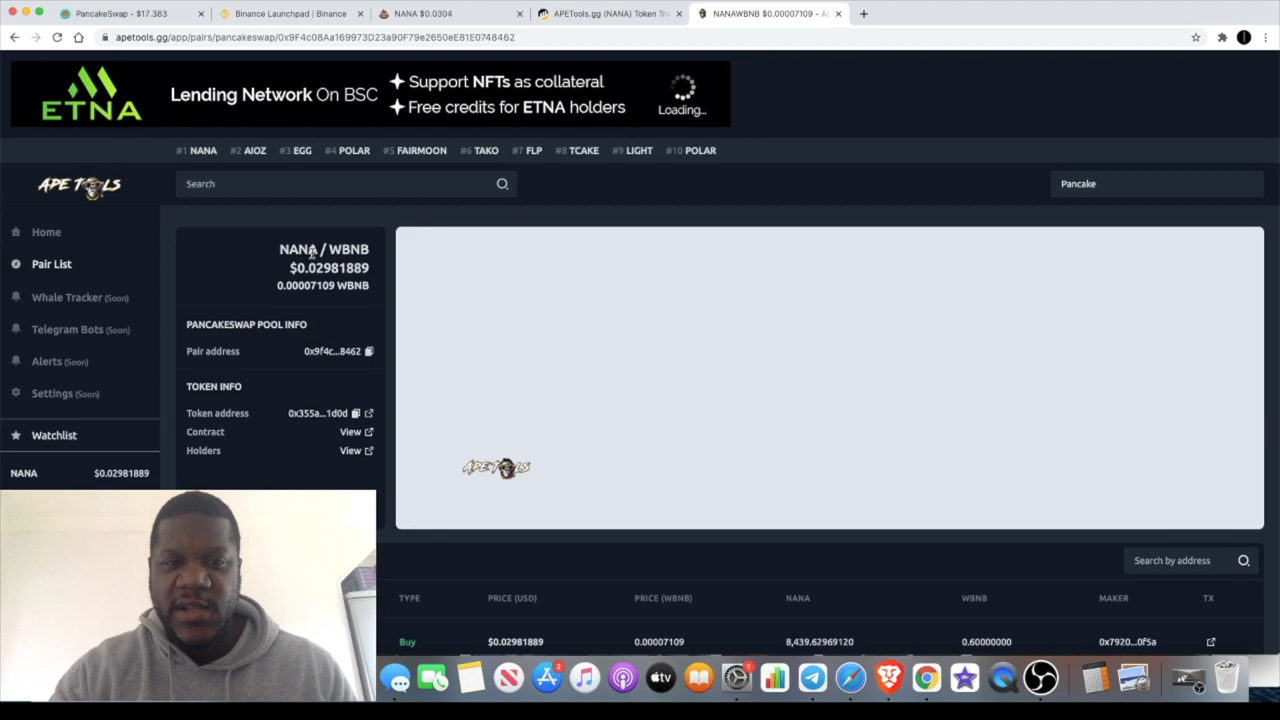 PancakeSwap - $17.383
Binance Launchpad | Binance
NANA $0.0304
APETools.gg (NANA) Token Tra
NANAWBNB $0.00007109 - A
apetools.gg/app/pairs/pancakeswap/0x9F4c08Aa169973D23a90F79e2650eE81E0748462
ETNA
Lending Network On BSC
Support NFTs as collateral
Free credits for ETNA holders
Loading...
#1 NANA #2 AIOZ #3 EGG #4 POLAR #5 FAIRMOON #6 TAKO #7 FLP #8 TCAKE #9 LIGHT #10 POLAR
APE TOOLS
Search
Pancake
Home
Pair List
Whale Tracker (Soon)
Telegram Bots (Soon)
Alerts (Soon)
Settings (Soon)
Watchlist
NANA $0.02981889
NANA / WBNB
$0.02981889
0.00007109 WBNB
PANCAKESWAP POOL INFO
Pair address 0x9f4c...8462
TOKEN INFO
Token address 0x355a...1d0d
Contract View
Holders View
APE TOOLS
Search by address
TYPE PRICE (USD) PRICE (WBNB) NANA WBNB MAKER TX
Buy $0.02981889 0.00007109 8,439.62969120 0.60000000 0x7920...0f5a
2
tv
1